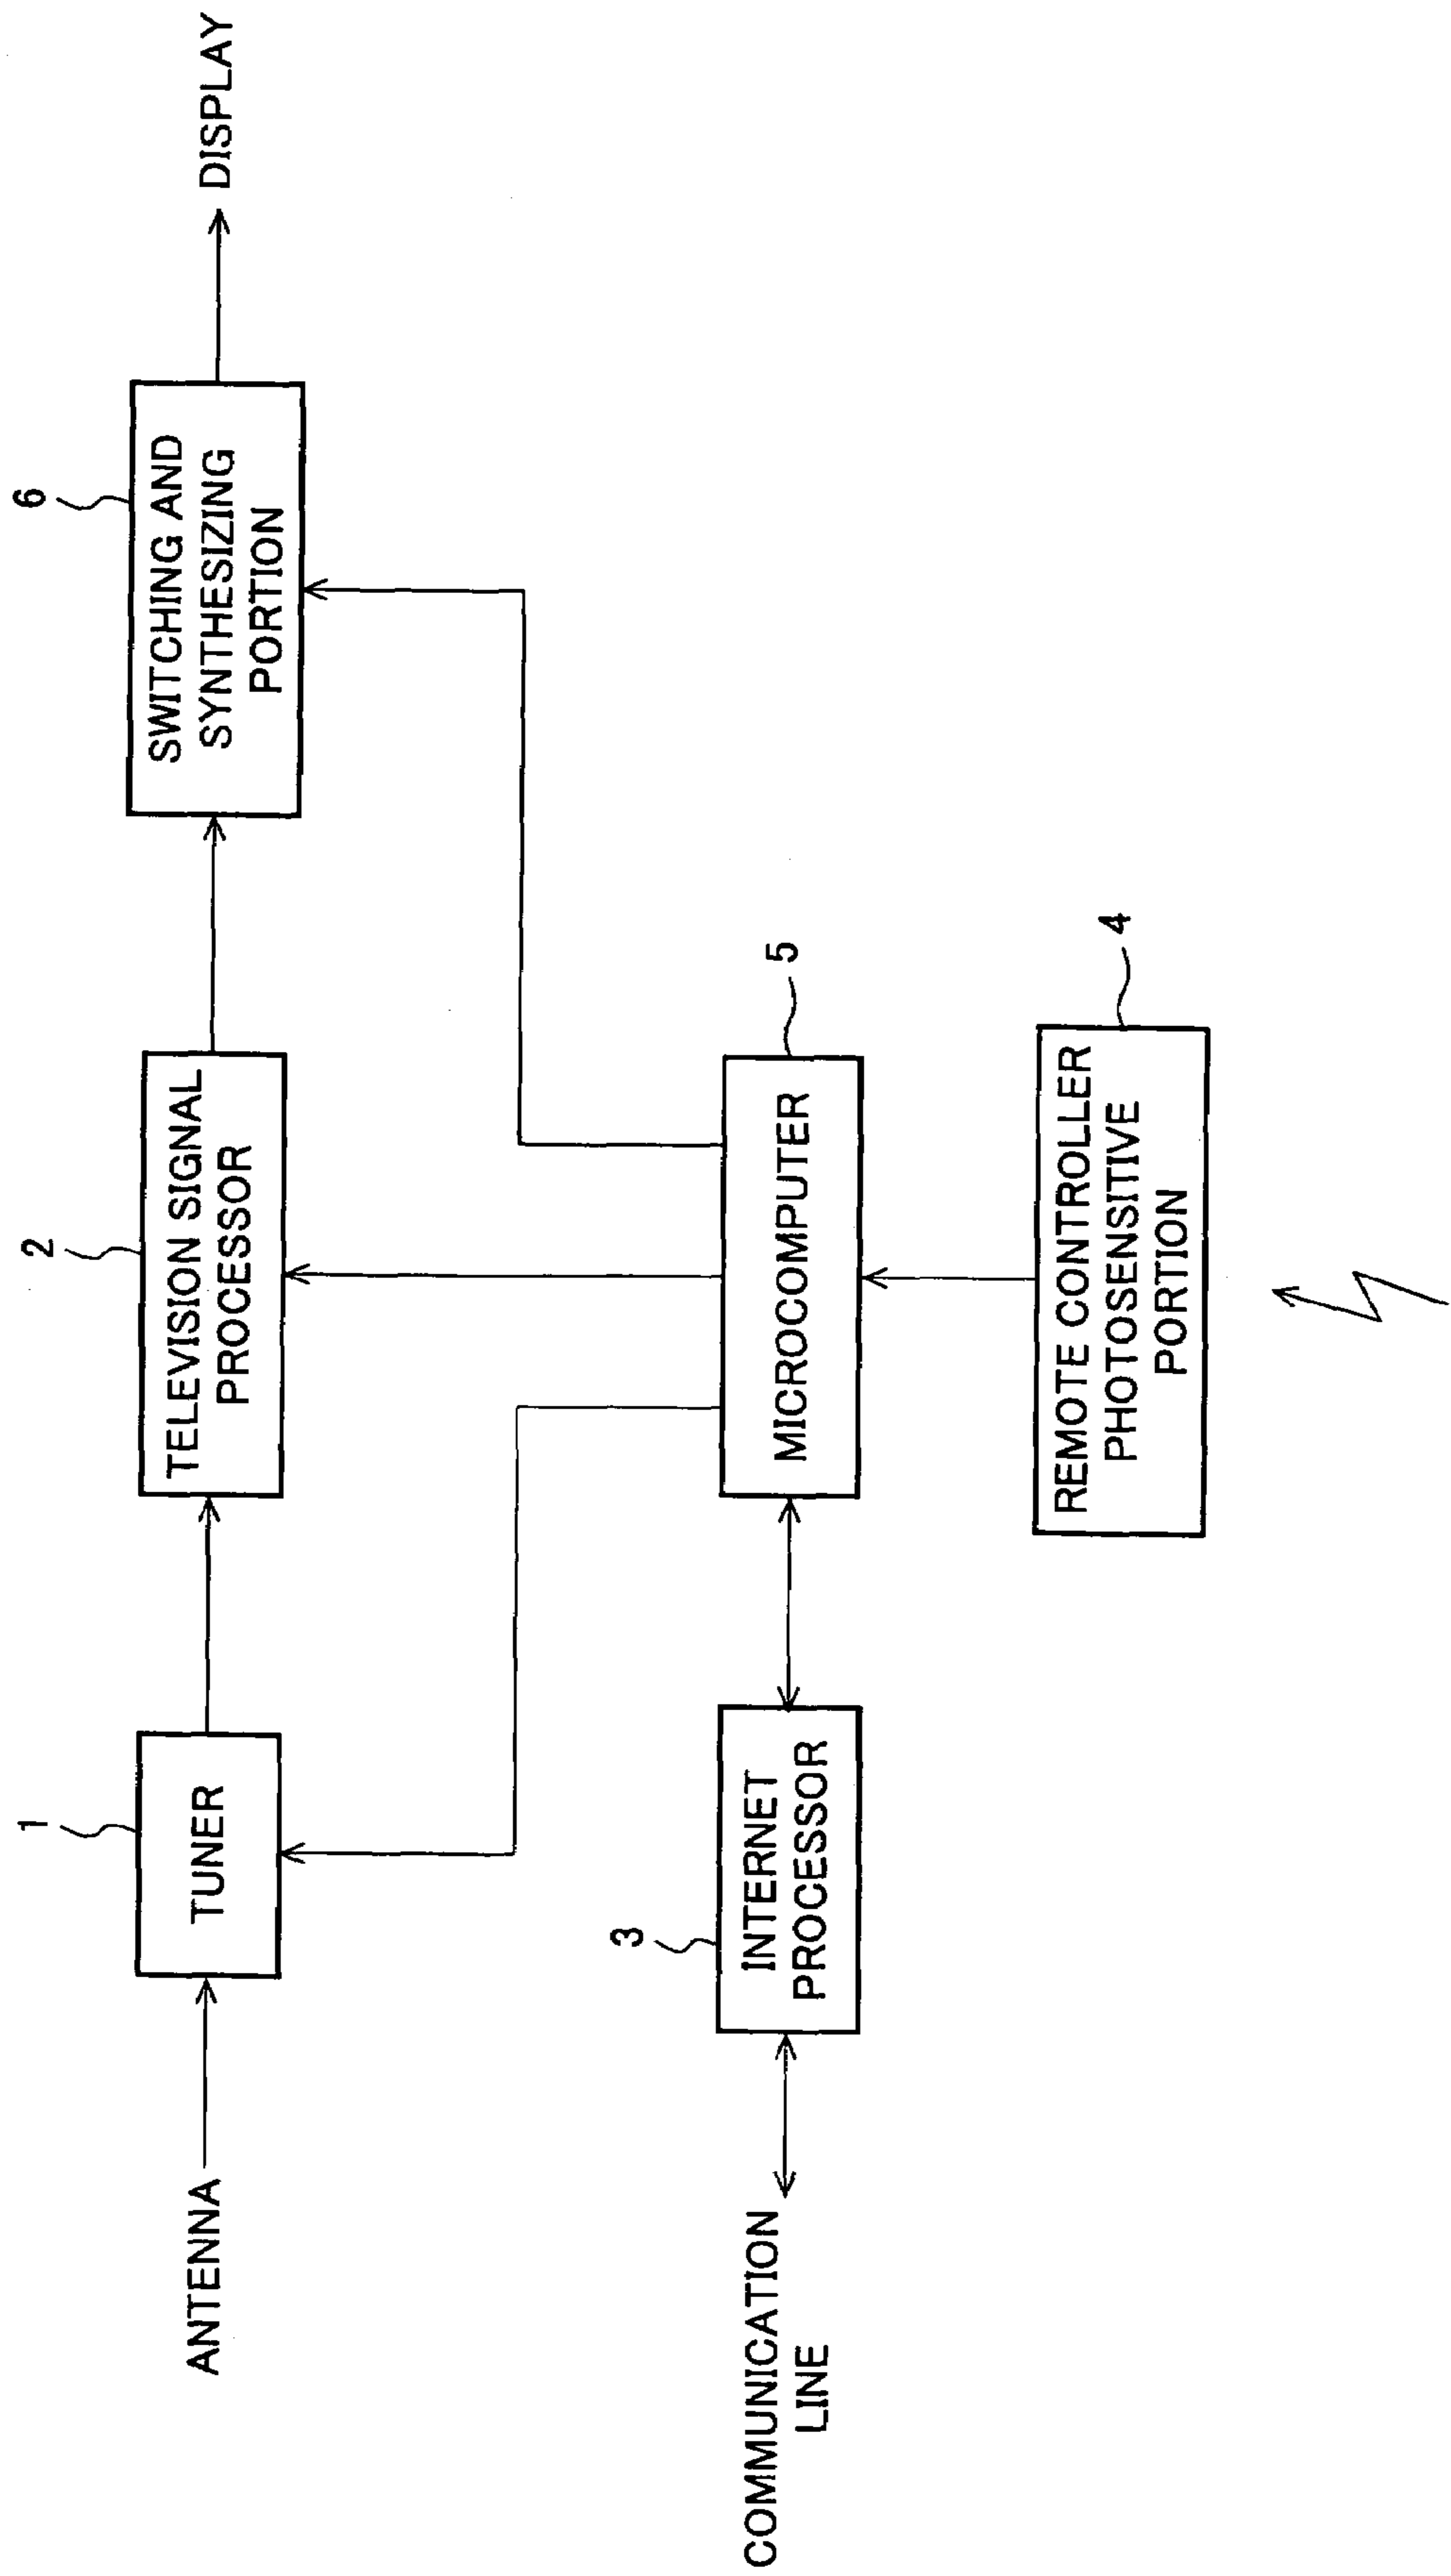 ANTENNA
1
TUNER
2
TELEVISION SIGNAL
PROCESSOR
6
SWITCHING AND
SYNTHESIZING
PORTION
DISPLAY
COMMUNICATION
LINE
3
INTERNET
PROCESSOR
5
MICROCOMPUTER
4
REMOTE CONTROLLER
PHOTOSENSITIVE
PORTION